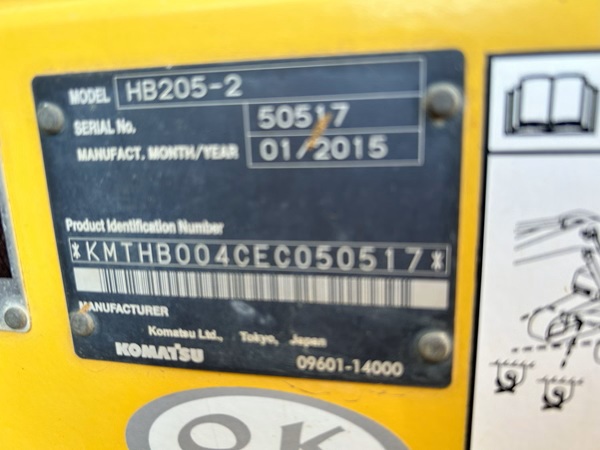 MODEL HB205-2
SERIAL No. 50517
MANUFACT. MONTH/YEAR 01/2015
Product Identification Number
*KMTHB004CEC050517*
MANUFACTURER
Komatsu Ltd., Tokyo, Japan
KOMATSU 09601-14000
OK